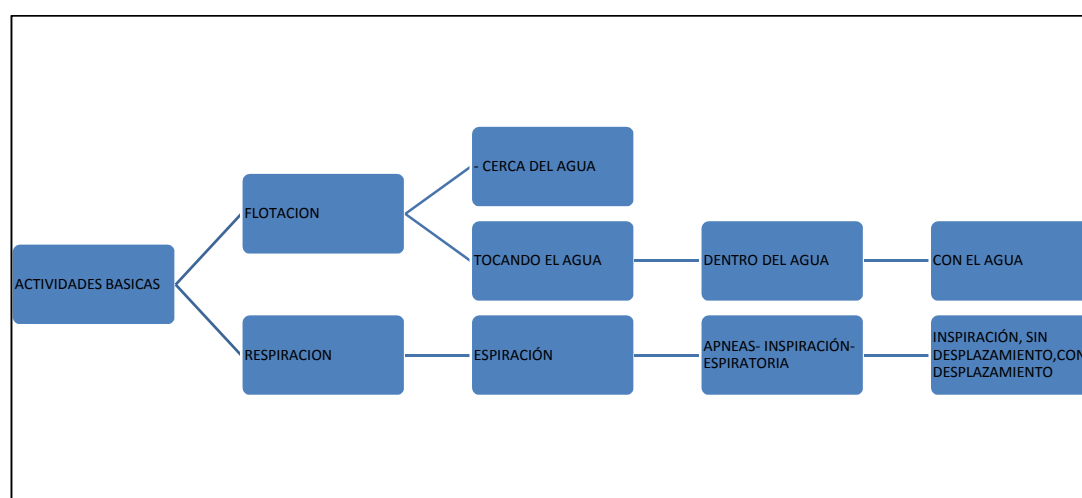 - CERCA DEL AGUA
FLOTACION
TOCANDO EL AGUA
DENTRO DEL AGUA
CON EL AGUA
ACTIVIDADES BASICAS
RESPIRACION
ESPIRACIÓN
APNEAS- INSPIRACIÓN-
ESPIRATORIA
INSPIRACIÓN, SIN
DESPLAZAMIENTO,CON
DESPLAZAMIENTO